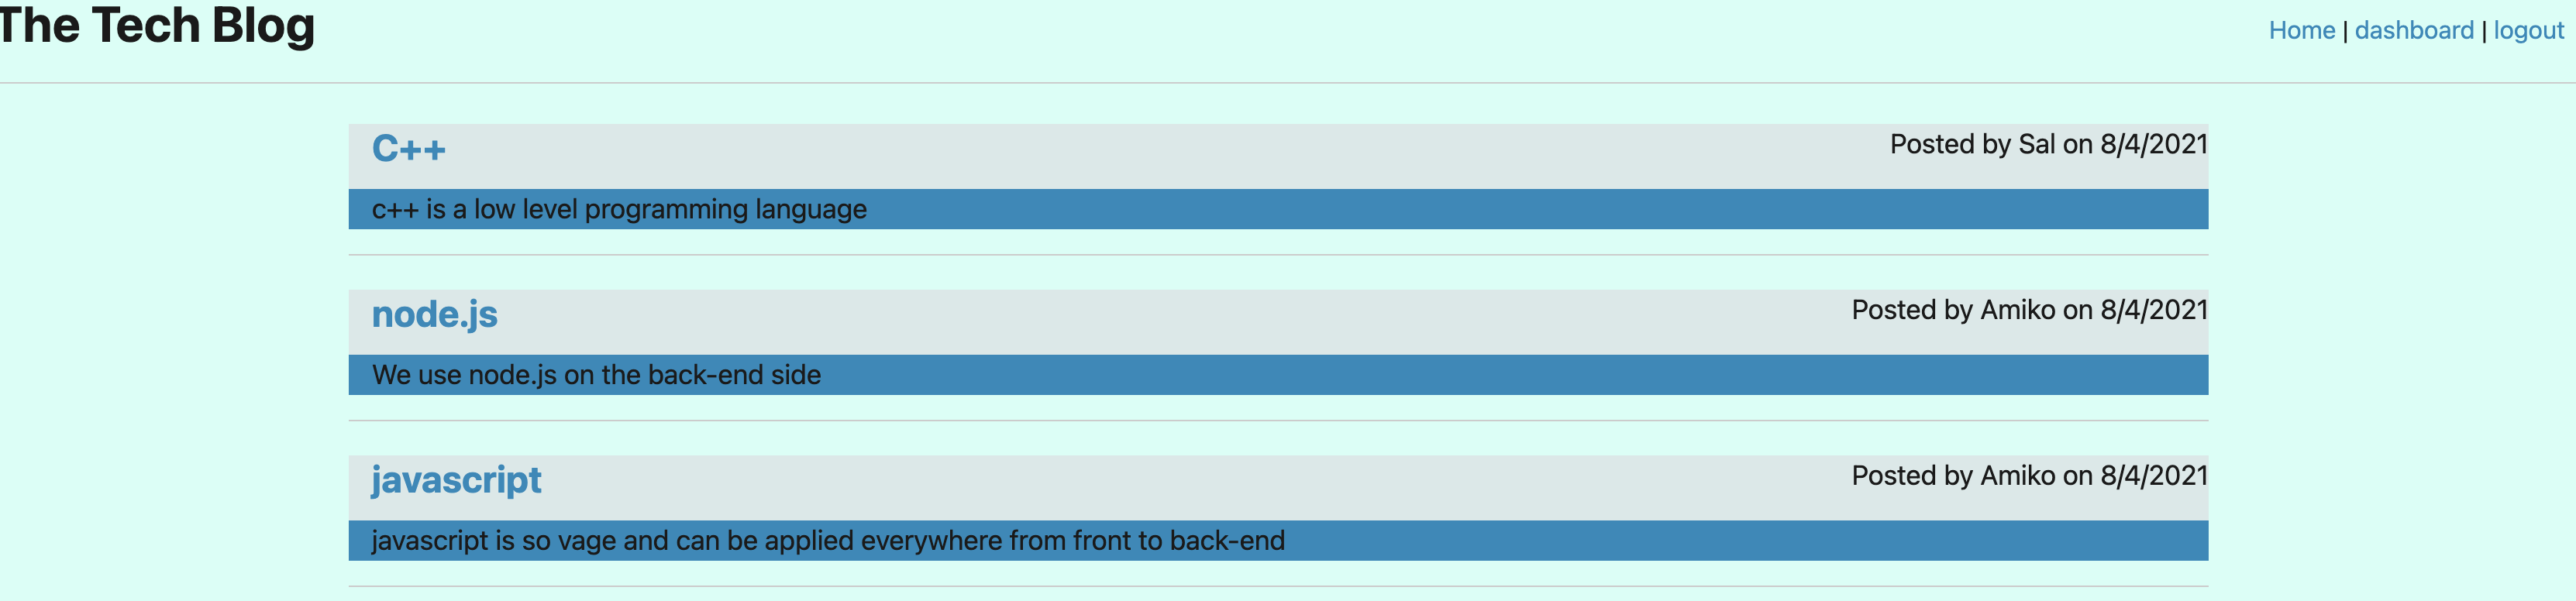 The Tech Blog
Home | dashboard | logout
C++
Posted by Sal on 8/4/2021
c++ is a low level programming language
node.js
Posted by Amiko on 8/4/2021
We use node.js on the back-end side
javascript
Posted by Amiko on 8/4/2021
javascript is so vage and can be applied everywhere from front to back-end